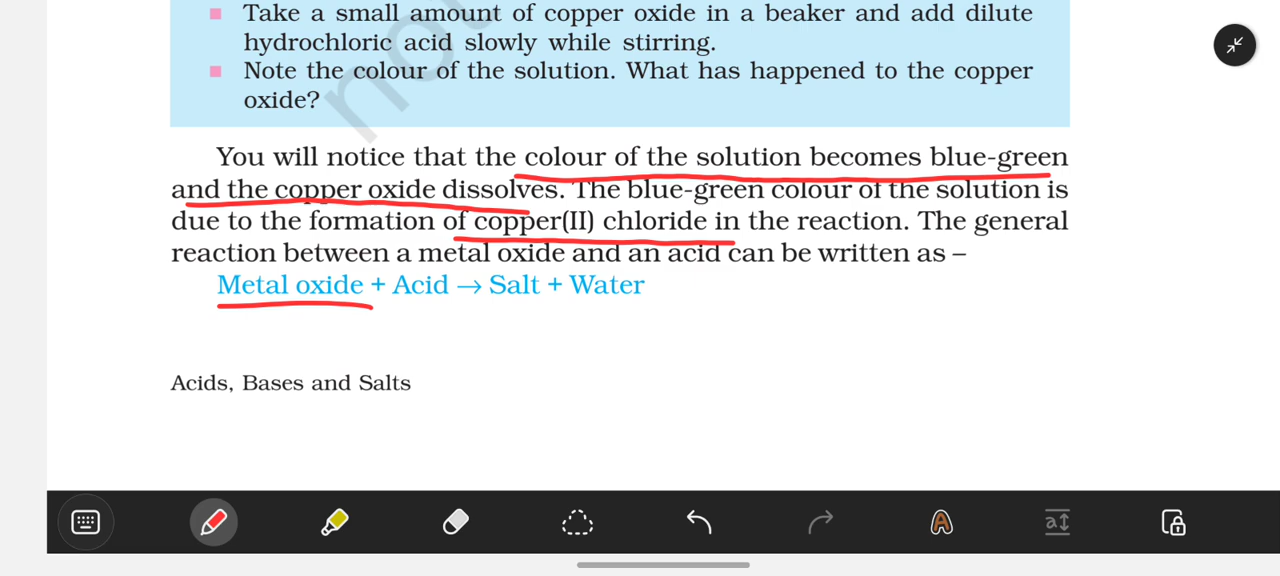 Take a small amount of copper oxide in a beaker and add dilute
hydrochloric acid slowly while stirring.
Note the colour of the solution. What has happened to the copper
oxide?
You will notice that the colour of the solution becomes blue-green
and the copper oxide dissolves. The blue-green colour of the solution is
due to the formation of copper(II) chloride in the reaction. The general
reaction between a metal oxide and an acid can be written as –
Metal oxide + Acid → Salt + Water
Acids, Bases and Salts